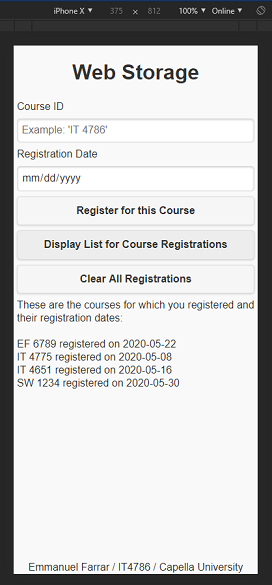 iPhone X ▼ 375 × 812 100% ▼ Online ▼
Web Storage
Course ID
Example: 'IT 4786'
Registration Date
mm/dd/yyyy
Register for this Course
Display List for Course Registrations
Clear All Registrations
These are the courses for which you registered and
their registration dates:
EF 6789 registered on 2020-05-22
IT 4775 registered on 2020-05-08
IT 4651 registered on 2020-05-16
SW 1234 registered on 2020-05-30
Emmanuel Farrar / IT4786 / Capella University